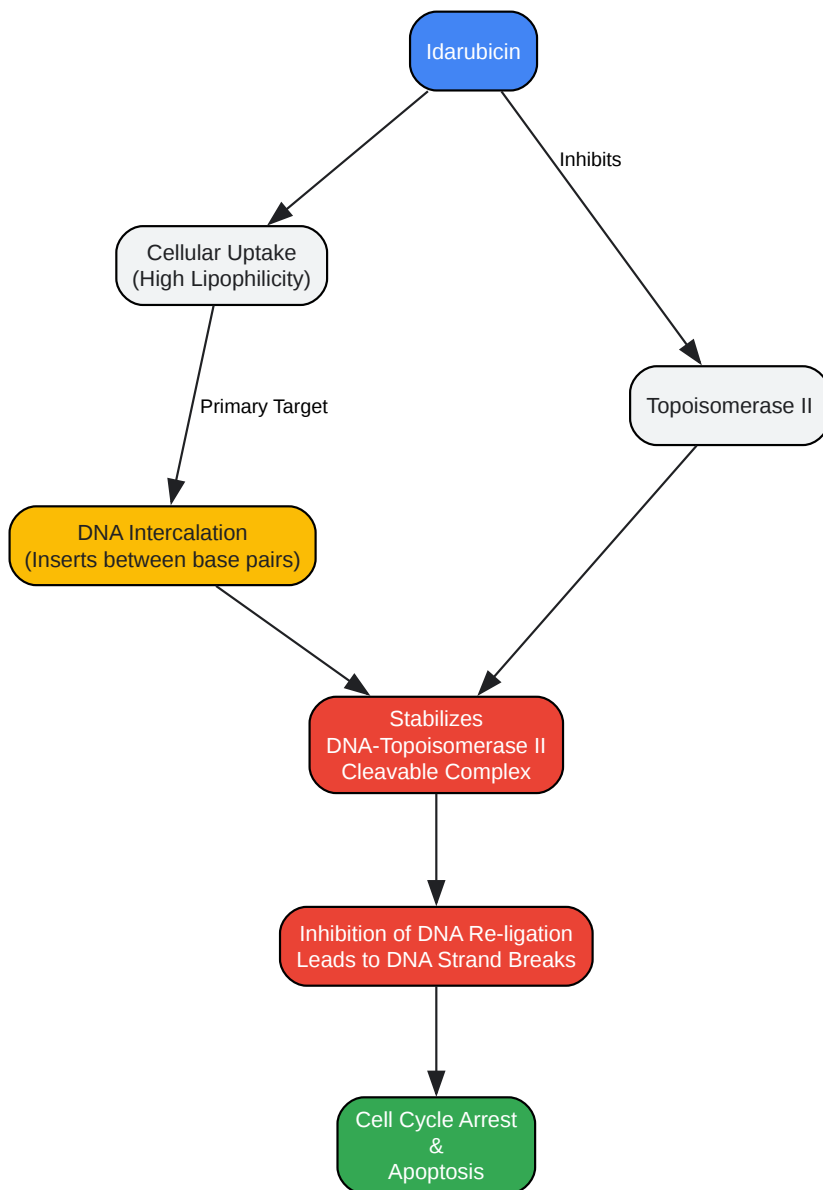 Idarubicin
Inhibits
Cellular Uptake
(High Lipophilicity)
Topoisomerase II
Primary Target
DNA Intercalation
(Inserts between base pairs)
Stabilizes
DNA-Topoisomerase II
Cleavable Complex
Inhibition of DNA Re-ligation
Leads to DNA Strand Breaks
Cell Cycle Arrest
&
Apoptosis